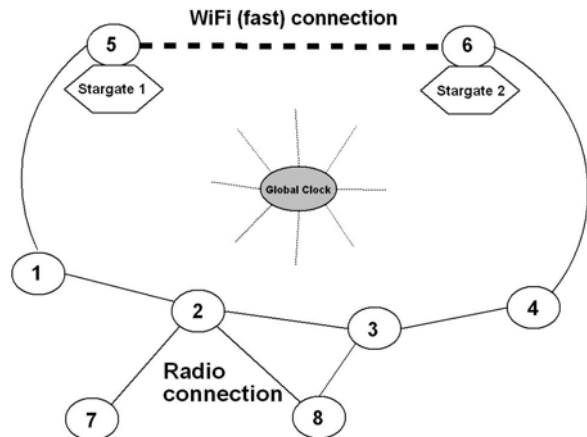 WiFi (fast) connection
5
6
Stargate 1
Stargate 2
Global Clock
1
2
3
4
Radio
connection
7
8